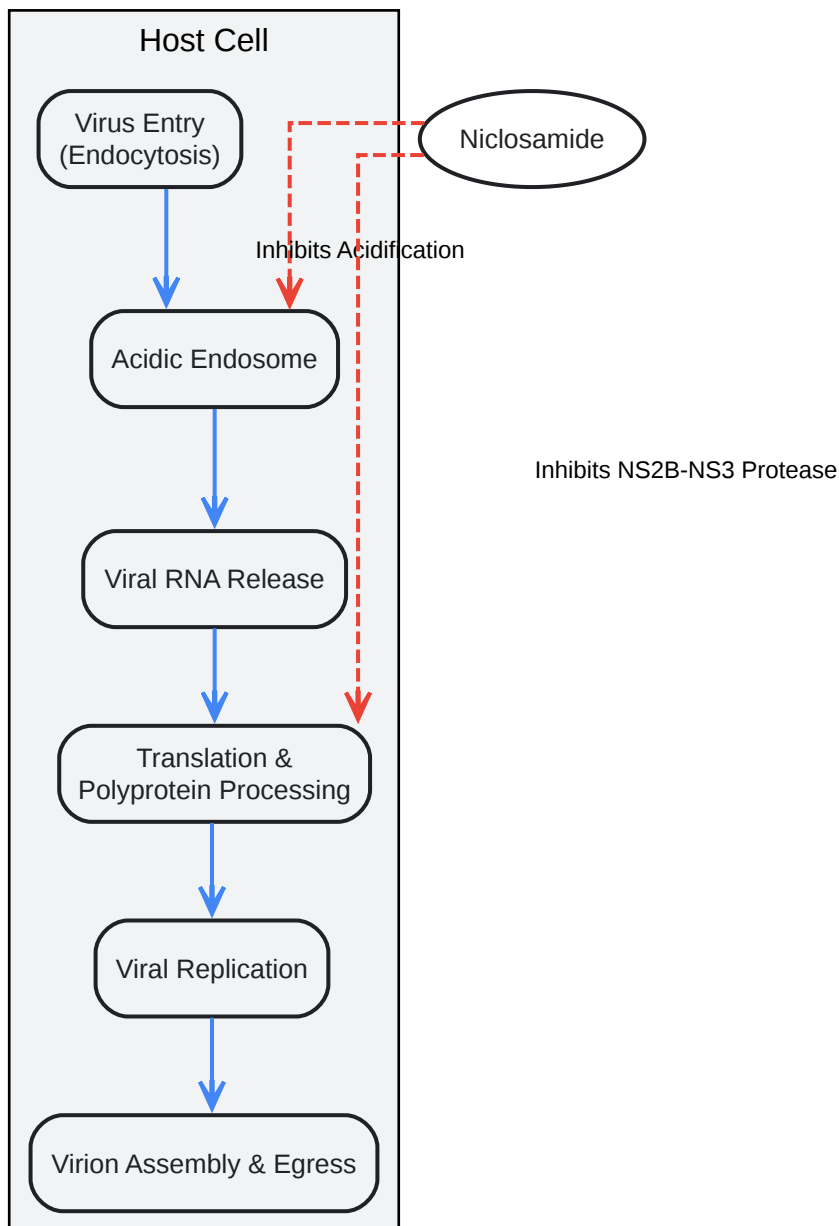 Host Cell
Virus Entry
(Endocytosis)
Niclosamide
Inhibits Acidification
Acidic Endosome
Inhibits NS2B-NS3 Protease
Viral RNA Release
Translation &
Polyprotein Processing
Viral Replication
Virion Assembly & Egress